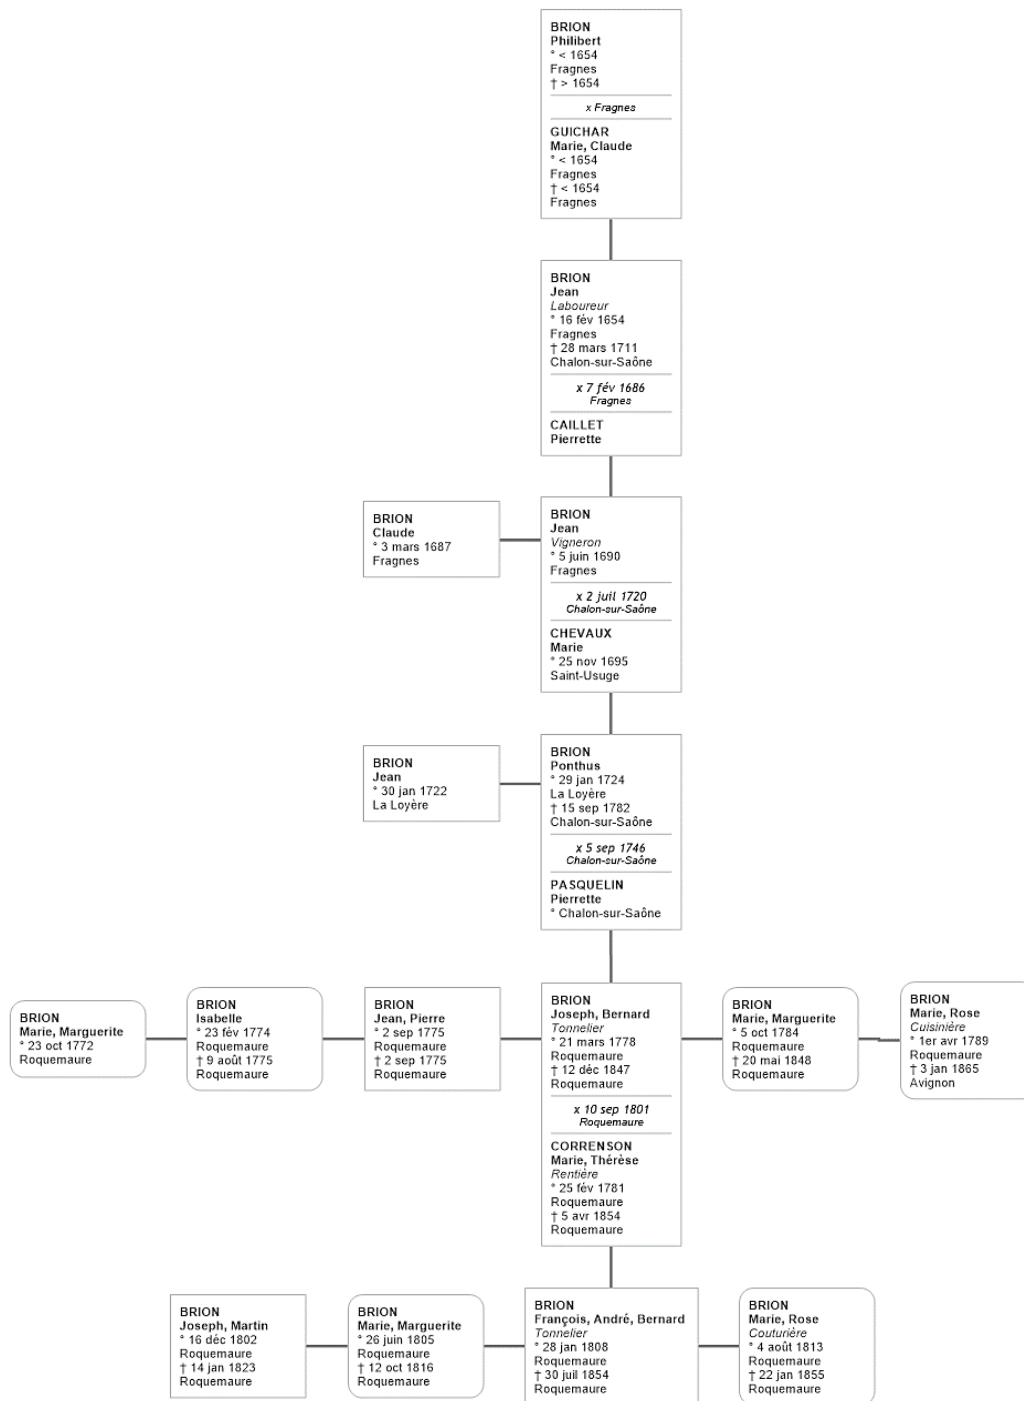 BRION
Philibert
° < 1654
Fragnes
† > 1654
x Fragnes
GUICHAR
Marie, Claude
° < 1654
Fragnes
† < 1654
Fragnes
BRION
Jean
Laboureur
° 16 fév 1654
Fragnes
† 28 mars 1711
Chalon-sur-Saône
x 7 fév 1686
Fragnes
CAILLET
Pierrette
BRION
Claude
° 3 mars 1687
Fragnes
BRION
Jean
Vigneron
° 5 juin 1690
Fragnes
x 2 juil 1720
Chalon-sur-Saône
CHEVAUX
Marie
° 25 nov 1695
Saint-Usuge
BRION
Jean
° 30 jan 1722
La Loyère
BRION
Ponthus
° 29 jan 1724
La Loyère
† 15 sep 1782
Chalon-sur-Saône
x 5 sep 1746
Chalon-sur-Saône
PASQUELIN
Pierrette
° Chalon-sur-Saône
BRION
Marie, Marguerite
° 23 oct 1772
Roquemaure
BRION
Isabelle
° 23 fév 1774
Roquemaure
† 9 août 1775
Roquemaure
BRION
Jean, Pierre
° 2 sep 1775
Roquemaure
† 2 sep 1775
Roquemaure
BRION
Joseph, Bernard
Tonnelier
° 21 mars 1778
Roquemaure
† 12 déc 1847
Roquemaure
x 10 sep 1801
Roquemaure
CORRENSON
Marie, Thérèse
Rentière
° 25 fév 1781
Roquemaure
† 5 avr 1854
Roquemaure
BRION
Marie, Marguerite
° 5 oct 1784
Roquemaure
† 20 mai 1848
Roquemaure
BRION
Marie, Rose
Cuisinière
° 1er avr 1789
Roquemaure
† 3 jan 1865
Avignon
BRION
Joseph, Martin
° 16 déc 1802
Roquemaure
† 14 jan 1823
Roquemaure
BRION
Marie, Marguerite
° 26 juin 1805
Roquemaure
† 12 oct 1816
Roquemaure
BRION
François, André, Bernard
Tonnelier
° 28 jan 1808
Roquemaure
† 30 juil 1854
Roquemaure
BRION
Marie, Rose
Couturière
° 4 août 1813
Roquemaure
† 22 jan 1855
Roquemaure